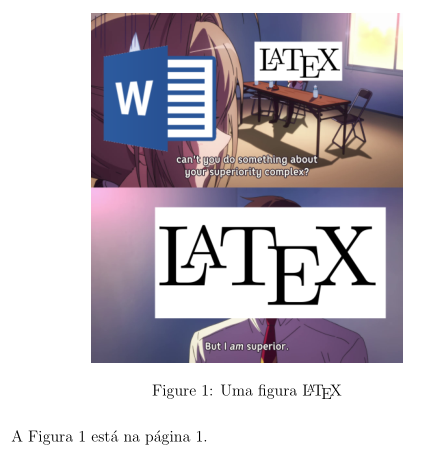 LATEX
W
can't you do something about
your superiority complex?
LATEX
But I am superior.
Figure 1: Uma figura LATEX
A Figura 1 está na página 1.